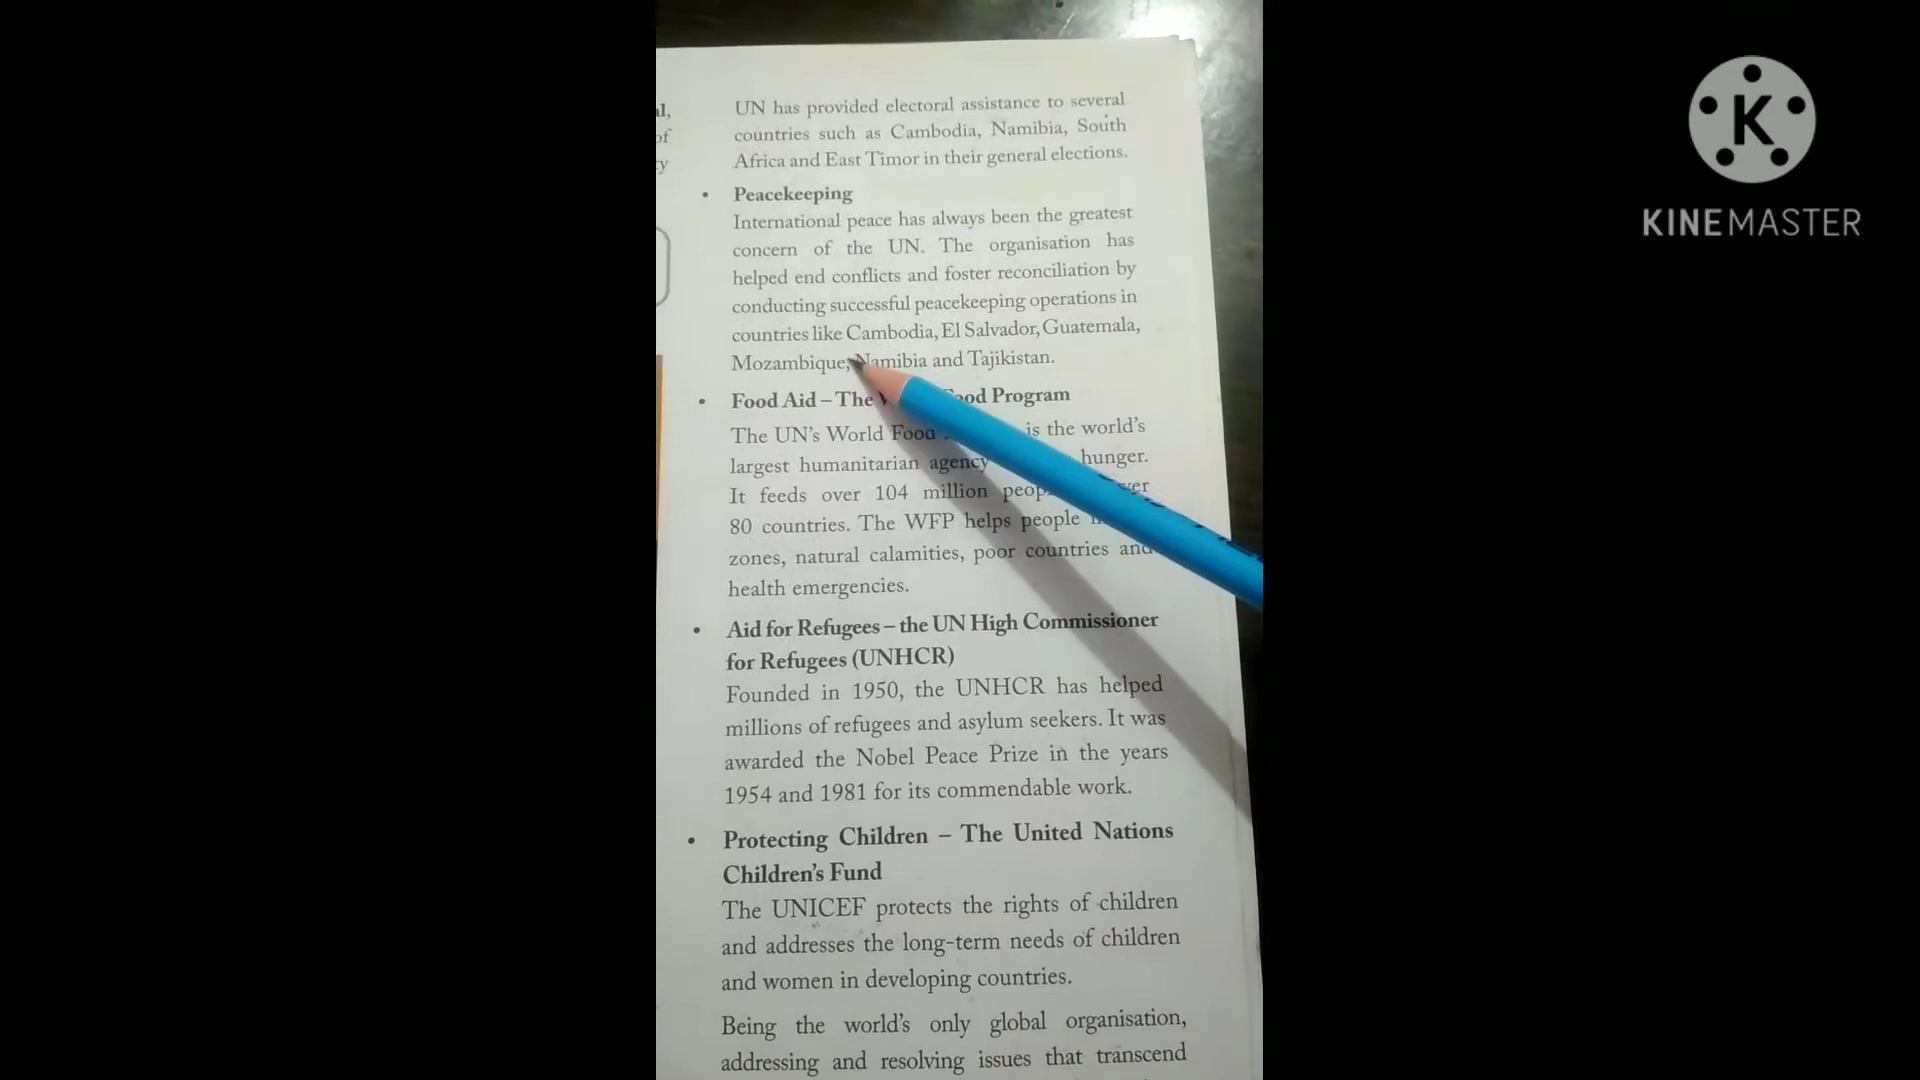 al,
of
ty
UN has provided electoral assistance to several
countries such as Cambodia, Namibia, South
Africa and East Timor in their general elections.
• Peacekeeping
International peace has always been the greatest
concern of the UN. The organisation has
helped end conflicts and foster reconciliation by
conducting successful peacekeeping operations in
countries like Cambodia, El Salvador, Guatemala,
Mozambique, Namibia and Tajikistan.
• Food Aid – The Food Program
The UN's World Food is the world's
largest humanitarian agency hunger.
It feeds over 104 million
80 countries. The WFP helps people
zones, natural calamities, poor countries and
health emergencies.
• Aid for Refugees – the UN High Commissioner
for Refugees (UNHCR)
Founded in 1950, the UNHCR has helped
millions of refugees and asylum seekers. It was
awarded the Nobel Peace Prize in the years
1954 and 1981 for its commendable work.
• Protecting Children – The United Nations
Children's Fund
The UNICEF protects the rights of children
and addresses the long-term needs of children
and women in developing countries.
Being the world's only global organisation,
addressing and resolving issues that transcend
K
KINEMASTER